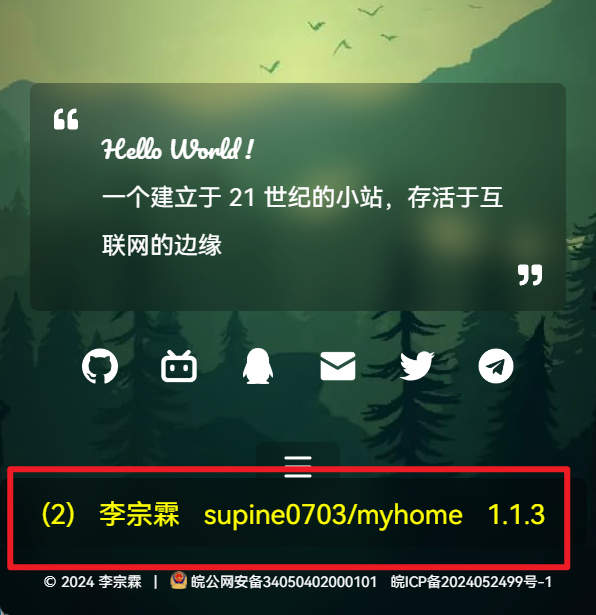 “
Hello World !
一个建立于 21 世纪的小站，存活于互
联网的边缘
”
(2) 李宗霖 supine0703/myhome 1.1.3
© 2024 李宗霖 | 皖公网安备34050402000101 皖ICP备2024052499号-1